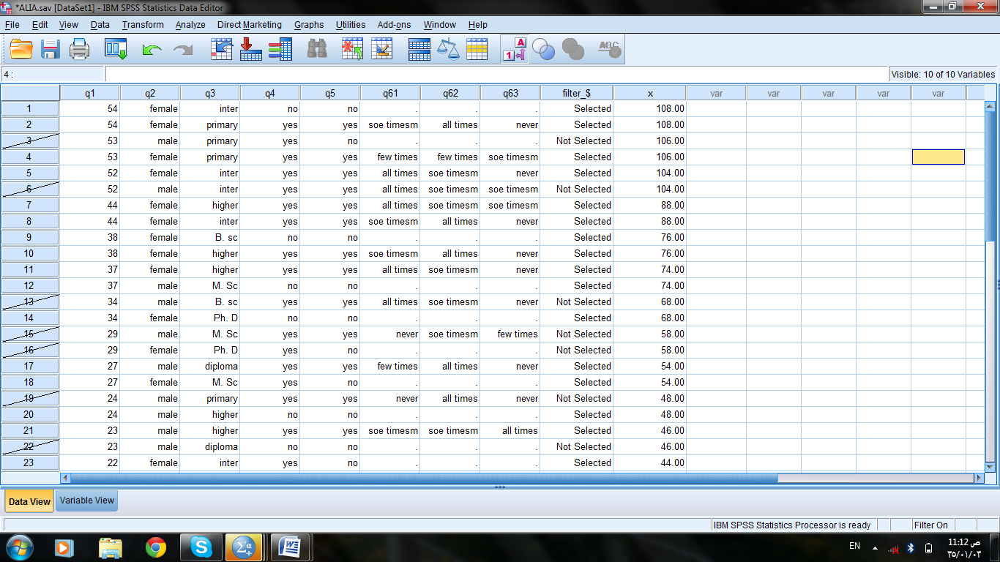 *ALIA.sav [DataSet1] - IBM SPSS Statistics Data Editor
File Edit View Data Transform Analyze Direct Marketing Graphs Utilities Add-ons Window Help
A
1
ABC
4 :
Visible: 10 of 10 Variables
q1 q2 q3 q4 q5 q61 q62 q63 filter_$ x var var var var var
1 54 female inter no no . . . Selected 108.00
2 54 female primary yes yes soe timesm all times never Selected 108.00
3 53 male primary yes no . . . Not Selected 106.00
4 53 female primary yes yes few times few times soe timesm Selected 106.00
5 52 female inter yes yes all times soe timesm never Selected 104.00
6 52 male inter yes yes all times soe timesm soe timesm Not Selected 104.00
7 44 female higher yes yes all times soe timesm soe timesm Selected 88.00
8 44 female inter yes yes soe timesm all times never Selected 88.00
9 38 female B. sc no no . . . Selected 76.00
10 38 female higher yes yes soe timesm all times never Selected 76.00
11 37 female higher yes yes all times soe timesm never Selected 74.00
12 37 male M. Sc no no . . . Selected 74.00
13 34 male B. sc yes yes all times soe timesm never Not Selected 68.00
14 34 female Ph. D no no . . . Selected 68.00
15 29 male M. Sc yes yes never soe timesm few times Not Selected 58.00
16 29 female Ph. D yes no . . . Not Selected 58.00
17 27 male diploma yes yes few times all times never Selected 54.00
18 27 female M. Sc yes no . . . Selected 54.00
19 24 male primary yes yes never all times never Not Selected 48.00
20 24 male higher no no . . . Selected 48.00
21 23 male higher yes yes soe timesm soe timesm all times Selected 46.00
22 23 male diploma no no . . . Not Selected 46.00
23 22 female inter yes no . . . Selected 44.00
Data View Variable View
IBM SPSS Statistics Processor is ready Filter On
EN
11:12 ص
٣٥/٠١/٠٣